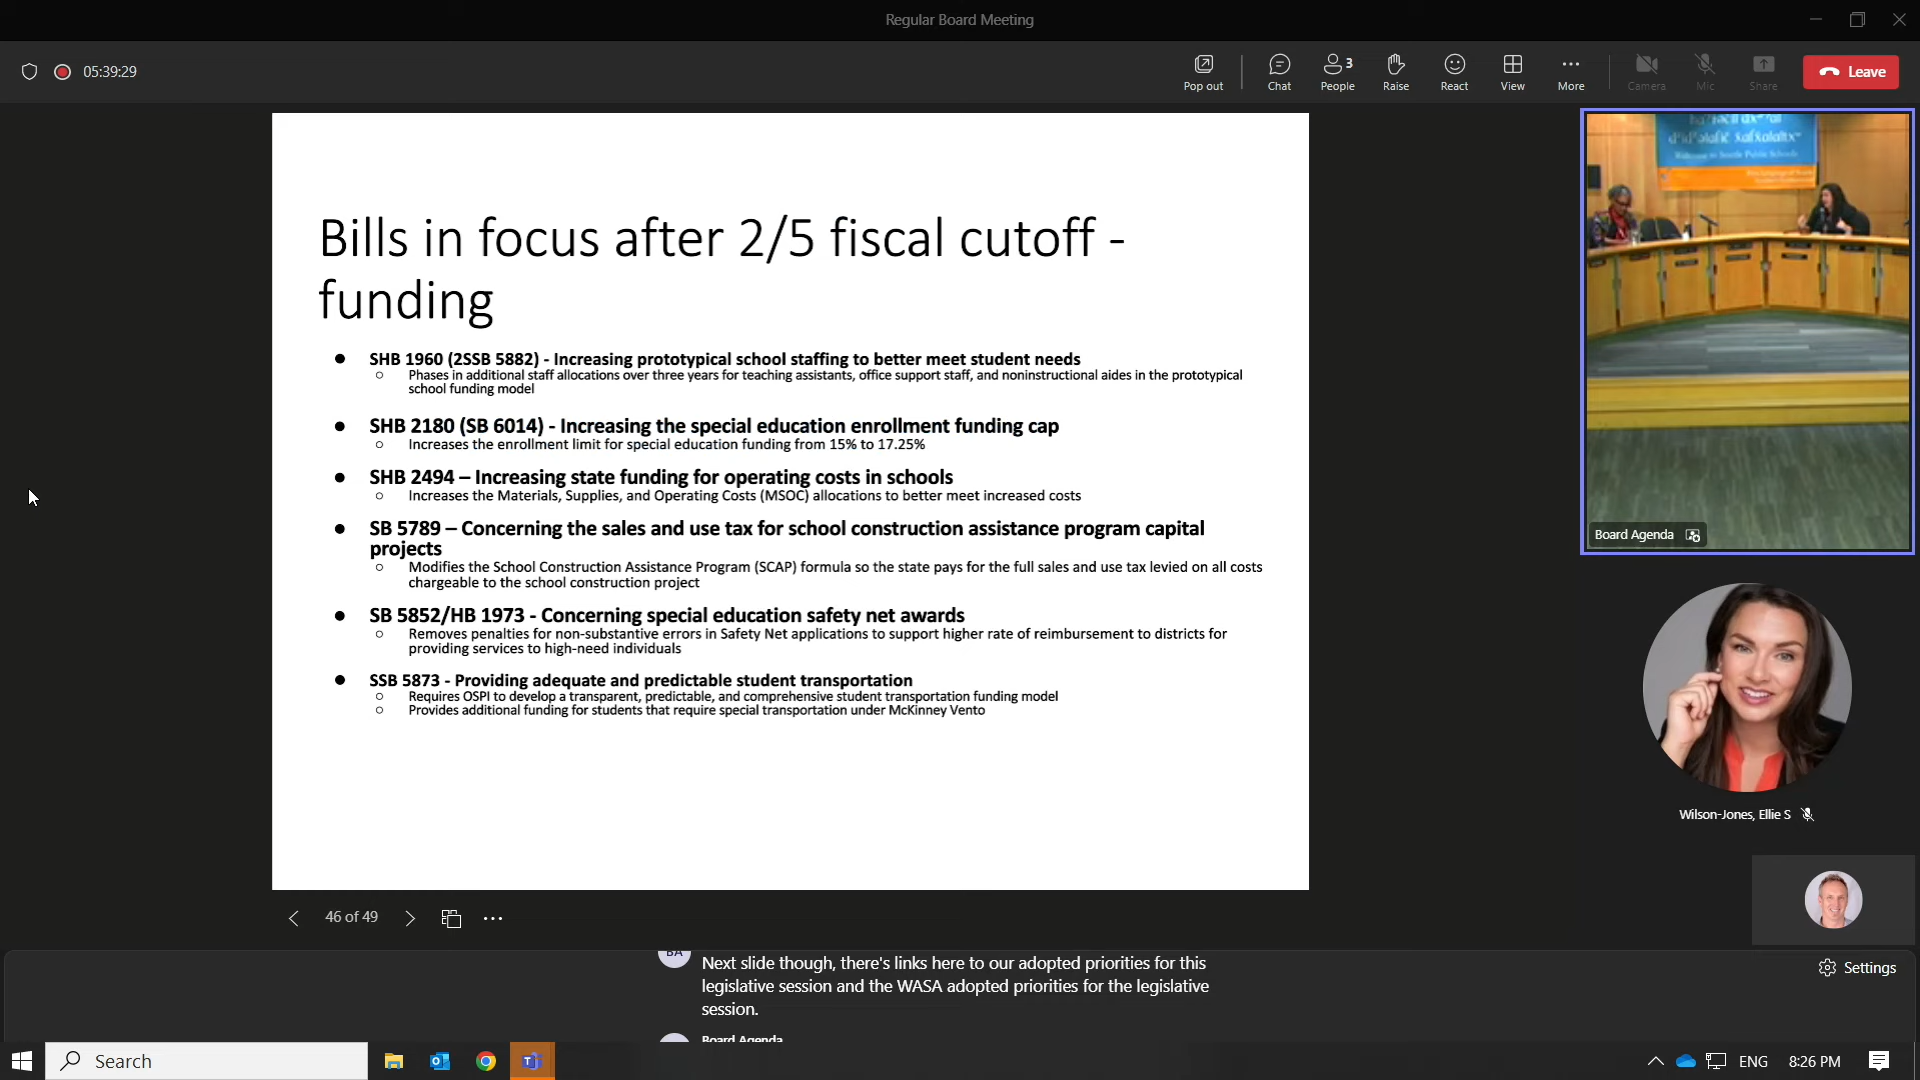 Regular Board Meeting
05:39:29
Pop out
Chat
3
People
Raise
React
View
More
Camera
Mic
Share
Leave
Bills in focus after 2/5 fiscal cutoff -
funding
● SHB 1960 (2SSB 5882) - Increasing prototypical school staffing to better meet student needs
○ Phases in additional staff allocations over three years for teaching assistants, office support staff, and noninstructional aides in the prototypical
school funding model
● SHB 2180 (SB 6014) - Increasing the special education enrollment funding cap
○ Increases the enrollment limit for special education funding from 15% to 17.25%
● SHB 2494 – Increasing state funding for operating costs in schools
○ Increases the Materials, Supplies, and Operating Costs (MSOC) allocations to better meet increased costs
● SB 5789 – Concerning the sales and use tax for school construction assistance program capital
projects
○ Modifies the School Construction Assistance Program (SCAP) formula so the state pays for the full sales and use tax levied on all costs
chargeable to the school construction project
● SB 5852/HB 1973 - Concerning special education safety net awards
○ Removes penalties for non-substantive errors in Safety Net applications to support higher rate of reimbursement to districts for
providing services to high-need individuals
● SSB 5873 - Providing adequate and predictable student transportation
○ Requires OSPI to develop a transparent, predictable, and comprehensive student transportation funding model
○ Provides additional funding for students that require special transportation under McKinney Vento
Board Agenda
Wilson-Jones, Ellie S
46 of 49
BA
Next slide though, there's links here to our adopted priorities for this
legislative session and the WASA adopted priorities for the legislative
session.
Board Agenda
Settings
Search
ENG
8:26 PM